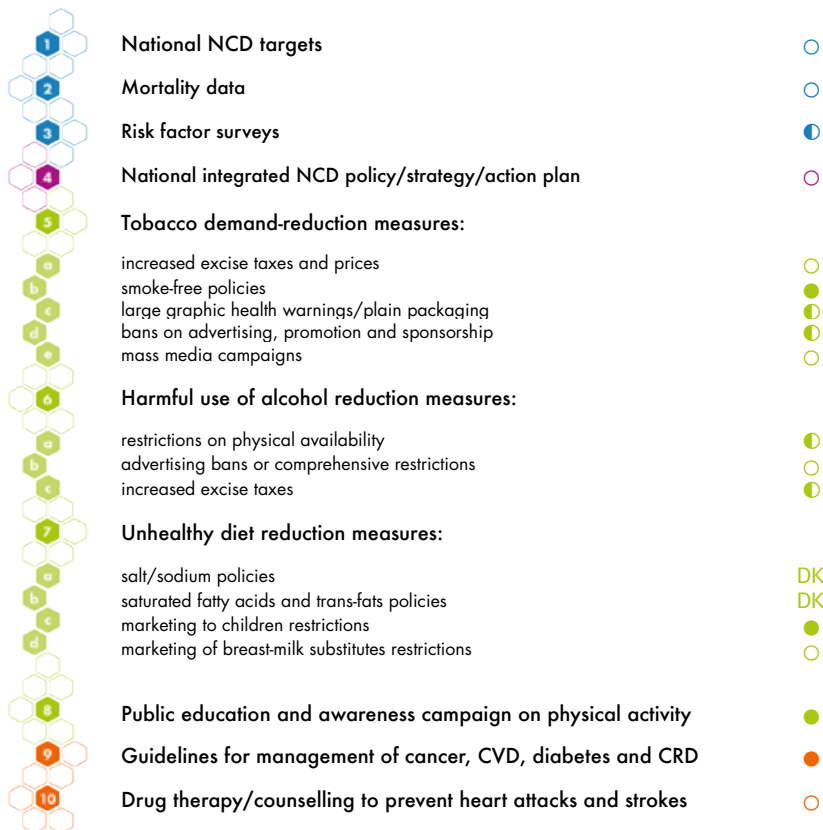 1 National NCD targets ○
2 Mortality data ○
3 Risk factor surveys ◐
4 National integrated NCD policy/strategy/action plan ○
5 Tobacco demand-reduction measures:
a increased excise taxes and prices ○
b smoke-free policies ●
c large graphic health warnings/plain packaging ◐
d bans on advertising, promotion and sponsorship ◐
e mass media campaigns ○
6 Harmful use of alcohol reduction measures:
a restrictions on physical availability ◐
b advertising bans or comprehensive restrictions ○
c increased excise taxes ◐
7 Unhealthy diet reduction measures:
a salt/sodium policies DK
b saturated fatty acids and trans-fats policies DK
c marketing to children restrictions ●
d marketing of breast-milk substitutes restrictions ○
8 Public education and awareness campaign on physical activity ●
9 Guidelines for management of cancer, CVD, diabetes and CRD ●
10 Drug therapy/counselling to prevent heart attacks and strokes ○